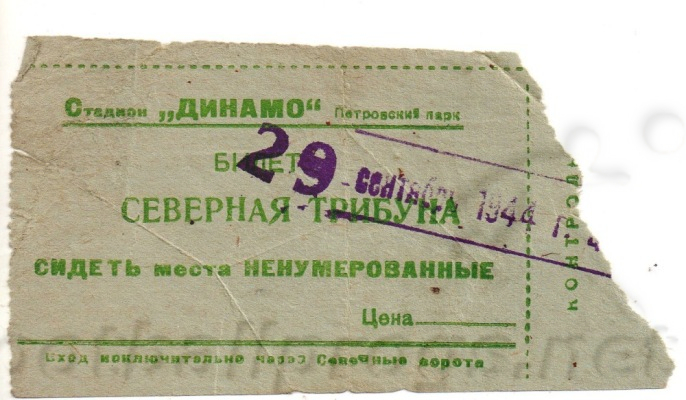 Стадион „ДИНАМО“ Петровский парк
БИЛЕТ
29 сентября 1944 г.
СЕВЕРНАЯ ТРИБУНА
СИДЕТЬ места НЕНУМЕРОВАННЫЕ
Цена
Вход исключительно через Северные ворота
КОНТРОЛ